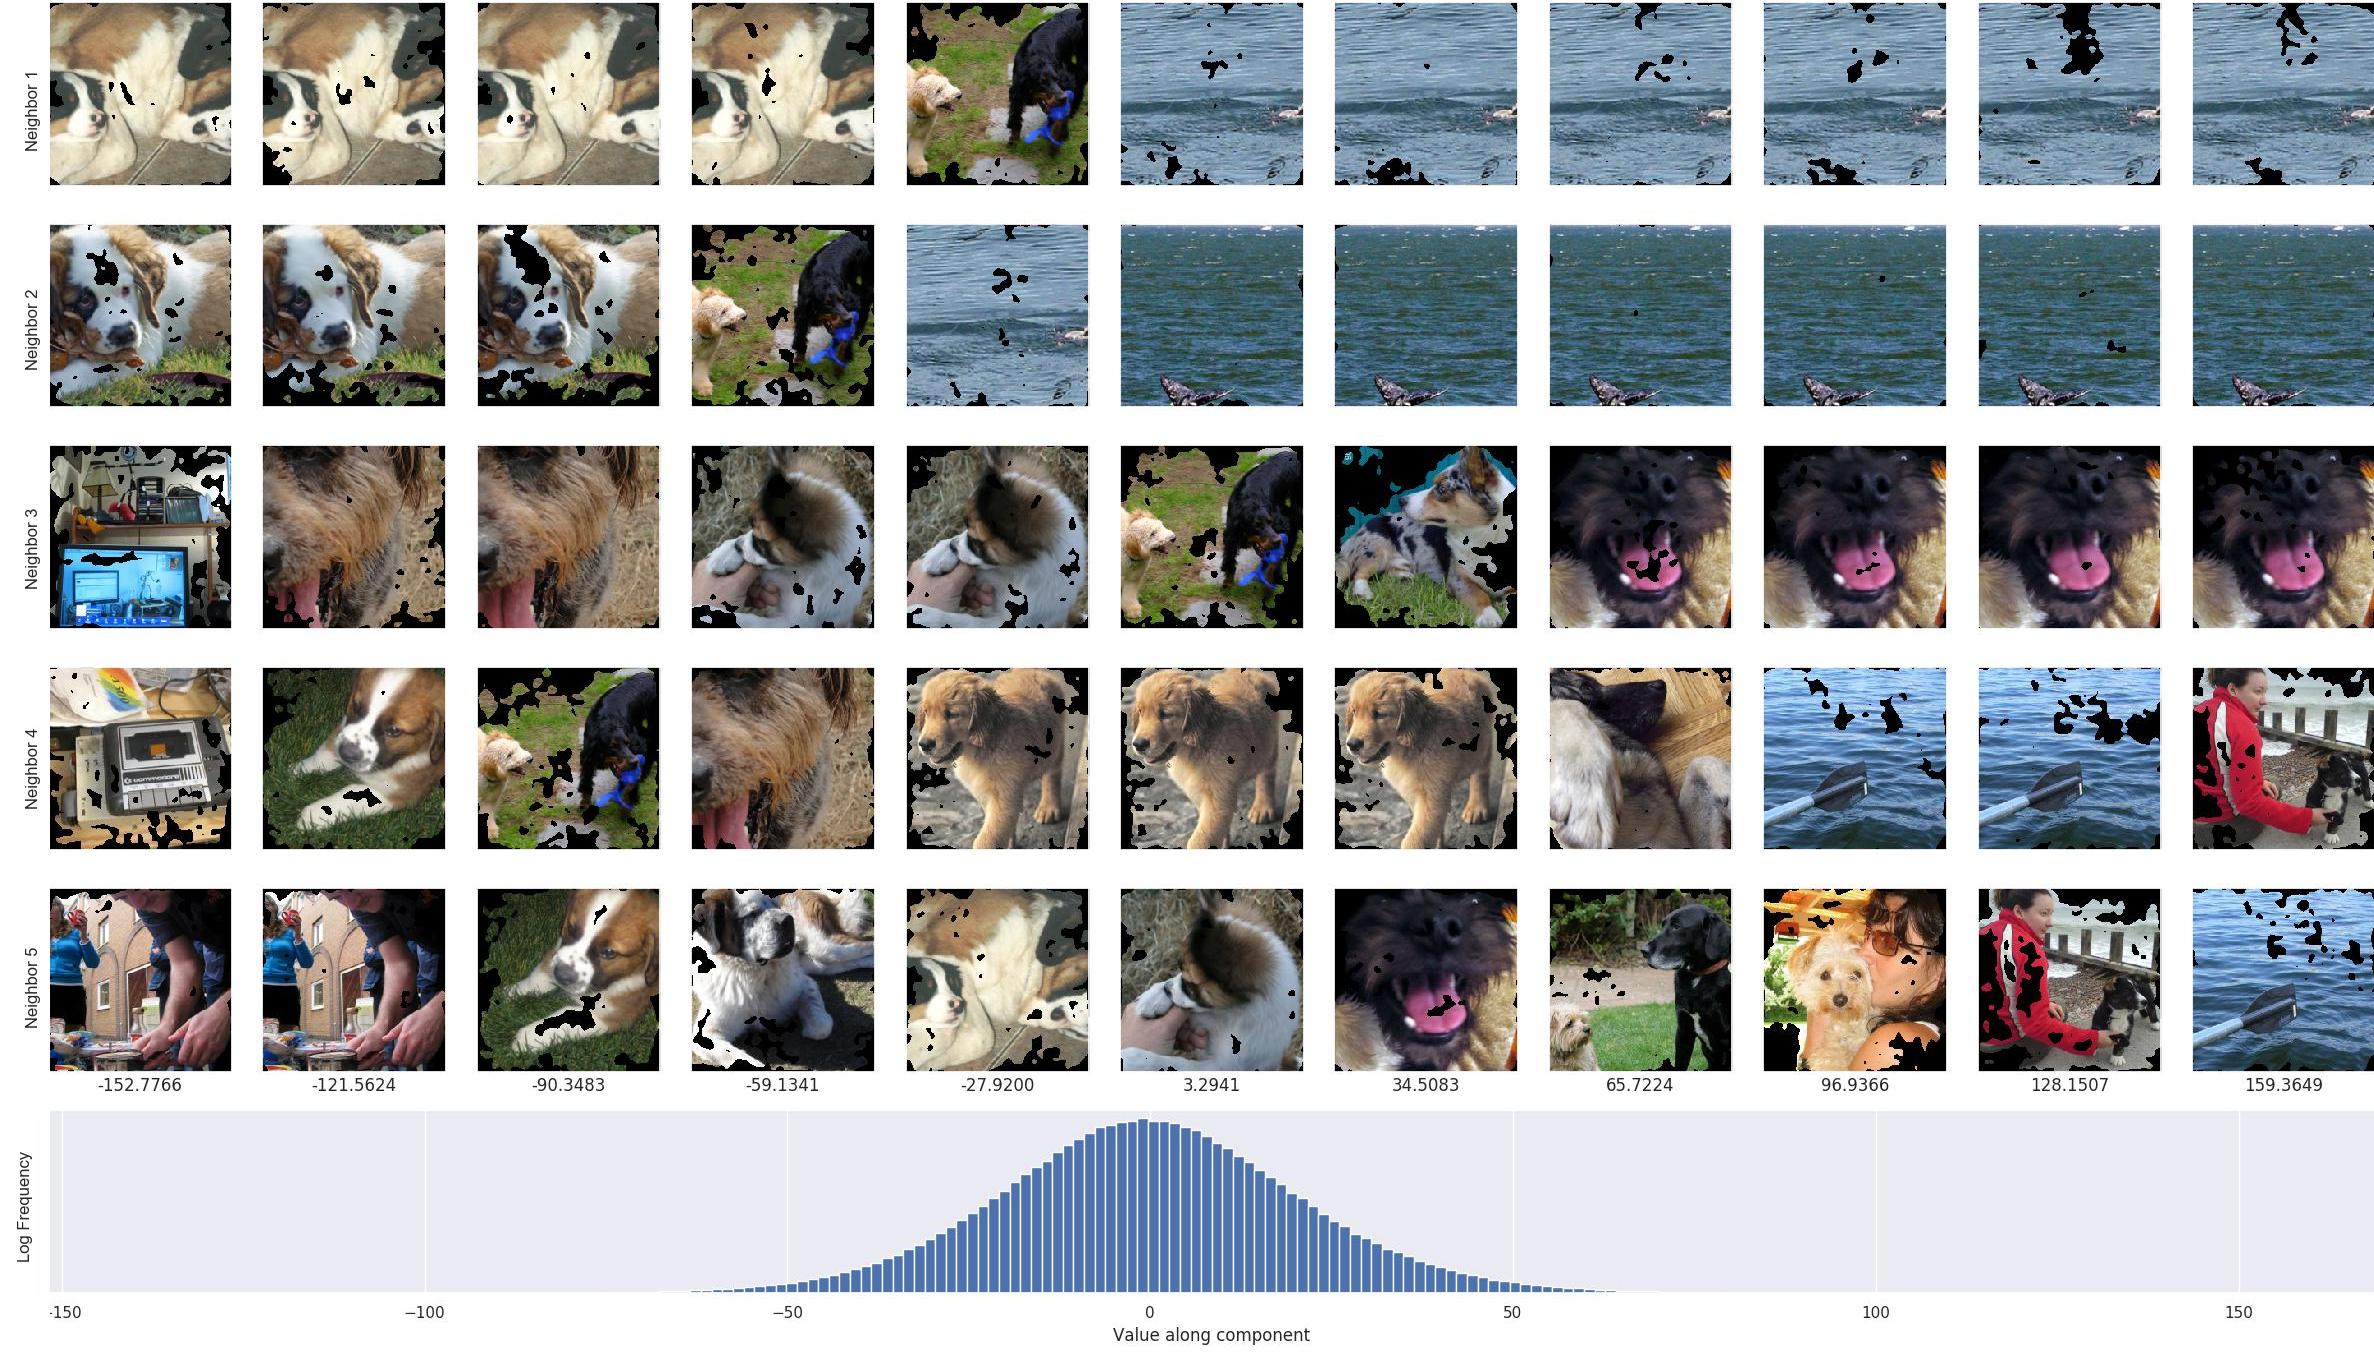 Neighbor 1
Neighbor 2
Neighbor 3
Neighbor 4
commodore
Neighbor 5
-152.7766 -121.5624 -90.3483 -59.1341 -27.9200 3.2941 34.5083 65.7224 96.9366 128.1507 159.3649
Log Frequency
-150 −100 −50 0 50 100 150
Value along component